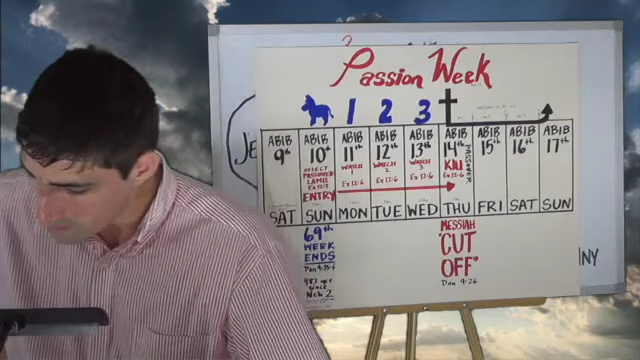 Passion Week
1 2 3
ABIB ABIB ABIB ABIB ABIB ABIB ABIB ABIB ABIB
9th 10th 11th 12th 13th 14th 15th 16th 17th
SELECT PASSOVER LAMB Ex 12:3 ENTRY
WATCH 1 Ex 12:6
WATCH 2 Ex 12:6
WATCH 3 Ex 12:6
KILL Ex 12:6
PASSOVER
SAT SUN MON TUE WED THU FRI SAT SUN
69th
WEEK
ENDS
MESSIAH
"CUT
OFF"
Dan 9:26
Neh 2
NY